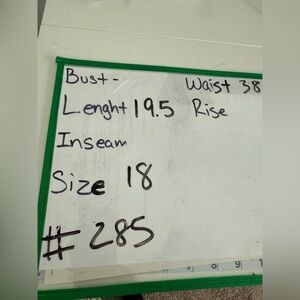 Bust - Waist 38
Lenght 19.5 Rise
Inseam
Size 18
# 285